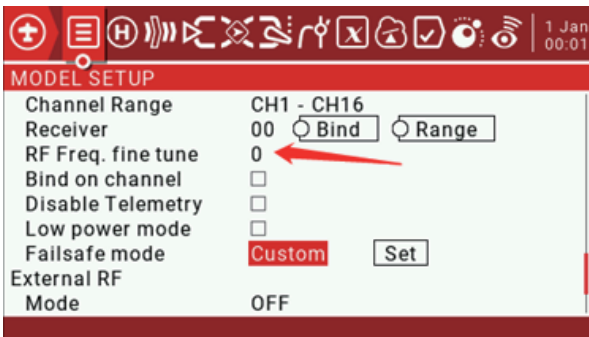 1 Jan
00:01
MODEL SETUP
Channel Range CH1 - CH16
Receiver 00 Bind Range
RF Freq. fine tune 0
Bind on channel
Disable Telemetry
Low power mode
Failsafe mode Custom Set
External RF
Mode OFF